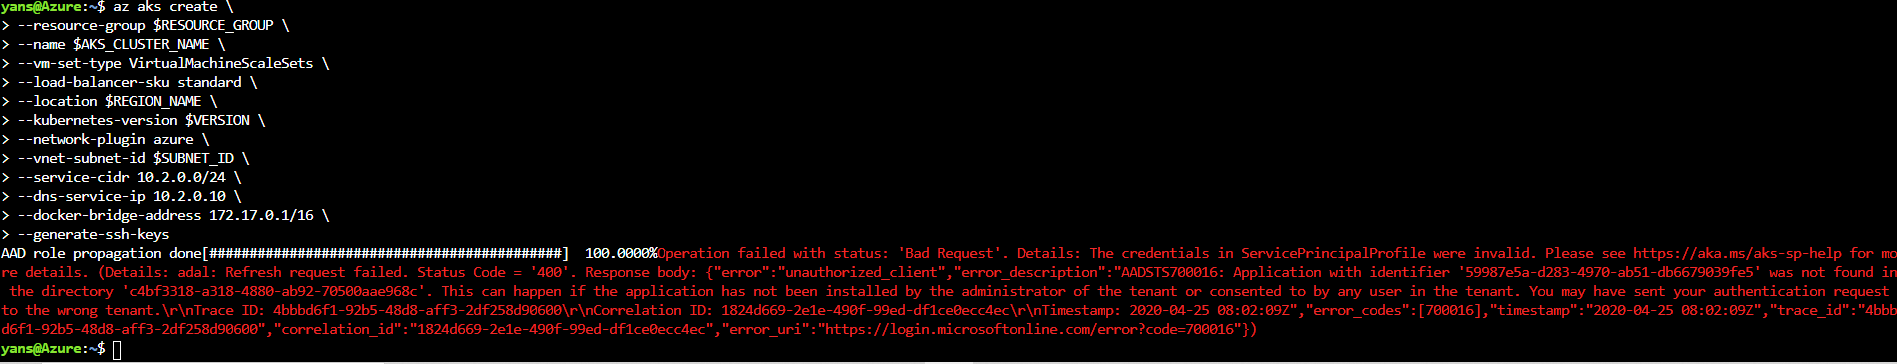 yans@Azure:~$ az aks create \
> --resource-group $RESOURCE_GROUP \
> --name $AKS_CLUSTER_NAME \
> --vm-set-type VirtualMachineScaleSets \
> --load-balancer-sku standard \
> --location $REGION_NAME \
> --kubernetes-version $VERSION \
> --network-plugin azure \
> --vnet-subnet-id $SUBNET_ID \
> --service-cidr 10.2.0.0/24 \
> --dns-service-ip 10.2.0.10 \
> --docker-bridge-address 172.17.0.1/16 \
> --generate-ssh-keys
AAD role propagation done[############################################]  100.0000%Operation failed with status: 'Bad Request'. Details: The credentials in ServicePrincipalProfile were invalid. Please see https://aka.ms/aks-sp-help for mo
re details. (Details: adal: Refresh request failed. Status Code = '400'. Response body: {"error":"unauthorized_client","error_description":"AADSTS700016: Application with identifier '59987e5a-d283-4970-ab51-db6679039fe5' was not found in
the directory 'c4bf3318-a318-4880-ab92-70500aae968c'. This can happen if the application has not been installed by the administrator of the tenant or consented to by any user in the tenant. You may have sent your authentication request
to the wrong tenant.\r\nTrace ID: 4bbbd6f1-92b5-48d8-aff3-2df258d90600\r\nCorrelation ID: 1824d669-2e1e-490f-99ed-df1ce0ecc4ec\r\nTimestamp: 2020-04-25 08:02:09Z","error_codes":[700016],"timestamp":"2020-04-25 08:02:09Z","trace_id":"4bbb
d6f1-92b5-48d8-aff3-2df258d90600","correlation_id":"1824d669-2e1e-490f-99ed-df1ce0ecc4ec","error_uri":"https://login.microsoftonline.com/error?code=700016"})
yans@Azure:~$